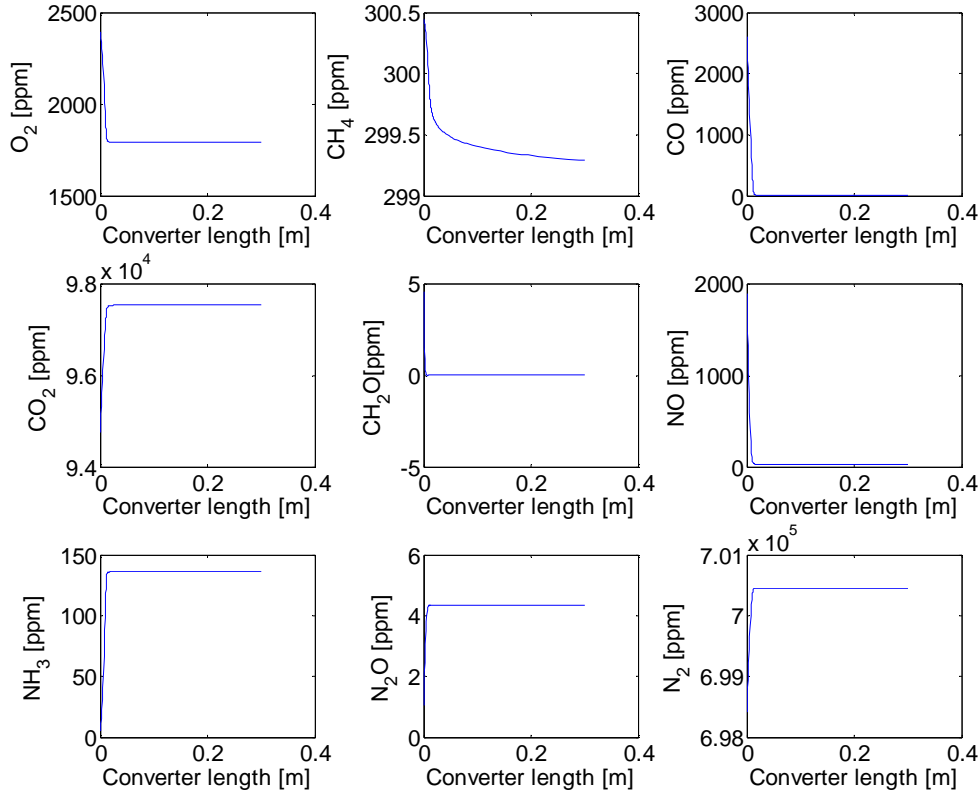 2500
2000
1500
O2 [ppm]
0 0.2 0.4
Converter length [m]
300.5
300
299.5
299
CH4 [ppm]
0 0.2 0.4
Converter length [m]
3000
2000
1000
0
CO [ppm]
0 0.2 0.4
Converter length [m]
x 10^4
9.8
9.6
9.4
CO2 [ppm]
0 0.2 0.4
Converter length [m]
5
0
-5
CH2O[ppm]
0 0.2 0.4
Converter length [m]
2000
1000
0
NO [ppm]
0 0.2 0.4
Converter length [m]
150
100
50
0
NH3 [ppm]
0 0.2 0.4
Converter length [m]
6
4
2
0
N2O [ppm]
0 0.2 0.4
Converter length [m]
x 10^5
7.01
7
6.99
6.98
N2 [ppm]
0 0.2 0.4
Converter length [m]